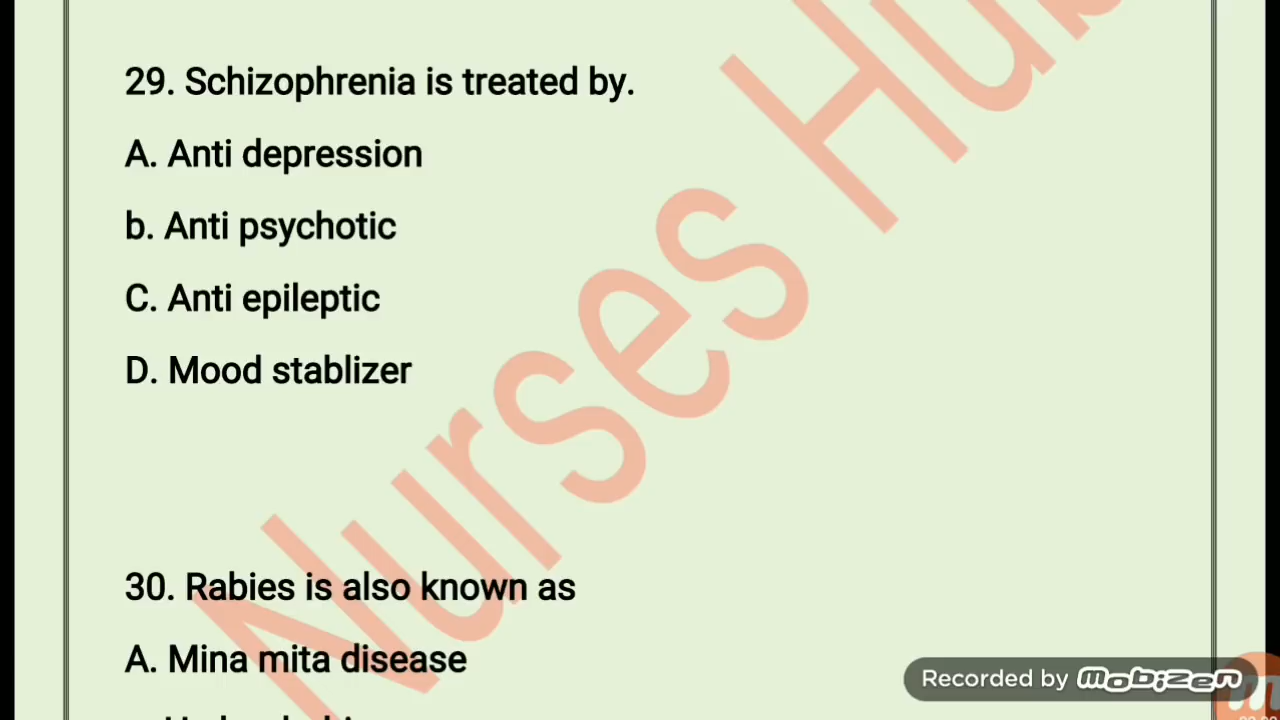 29. Schizophrenia is treated by.
A. Anti depression
b. Anti psychotic
C. Anti epileptic
D. Mood stablizer
30. Rabies is also known as
A. Mina mita disease
Nurses Hub
Recorded by Mobizen